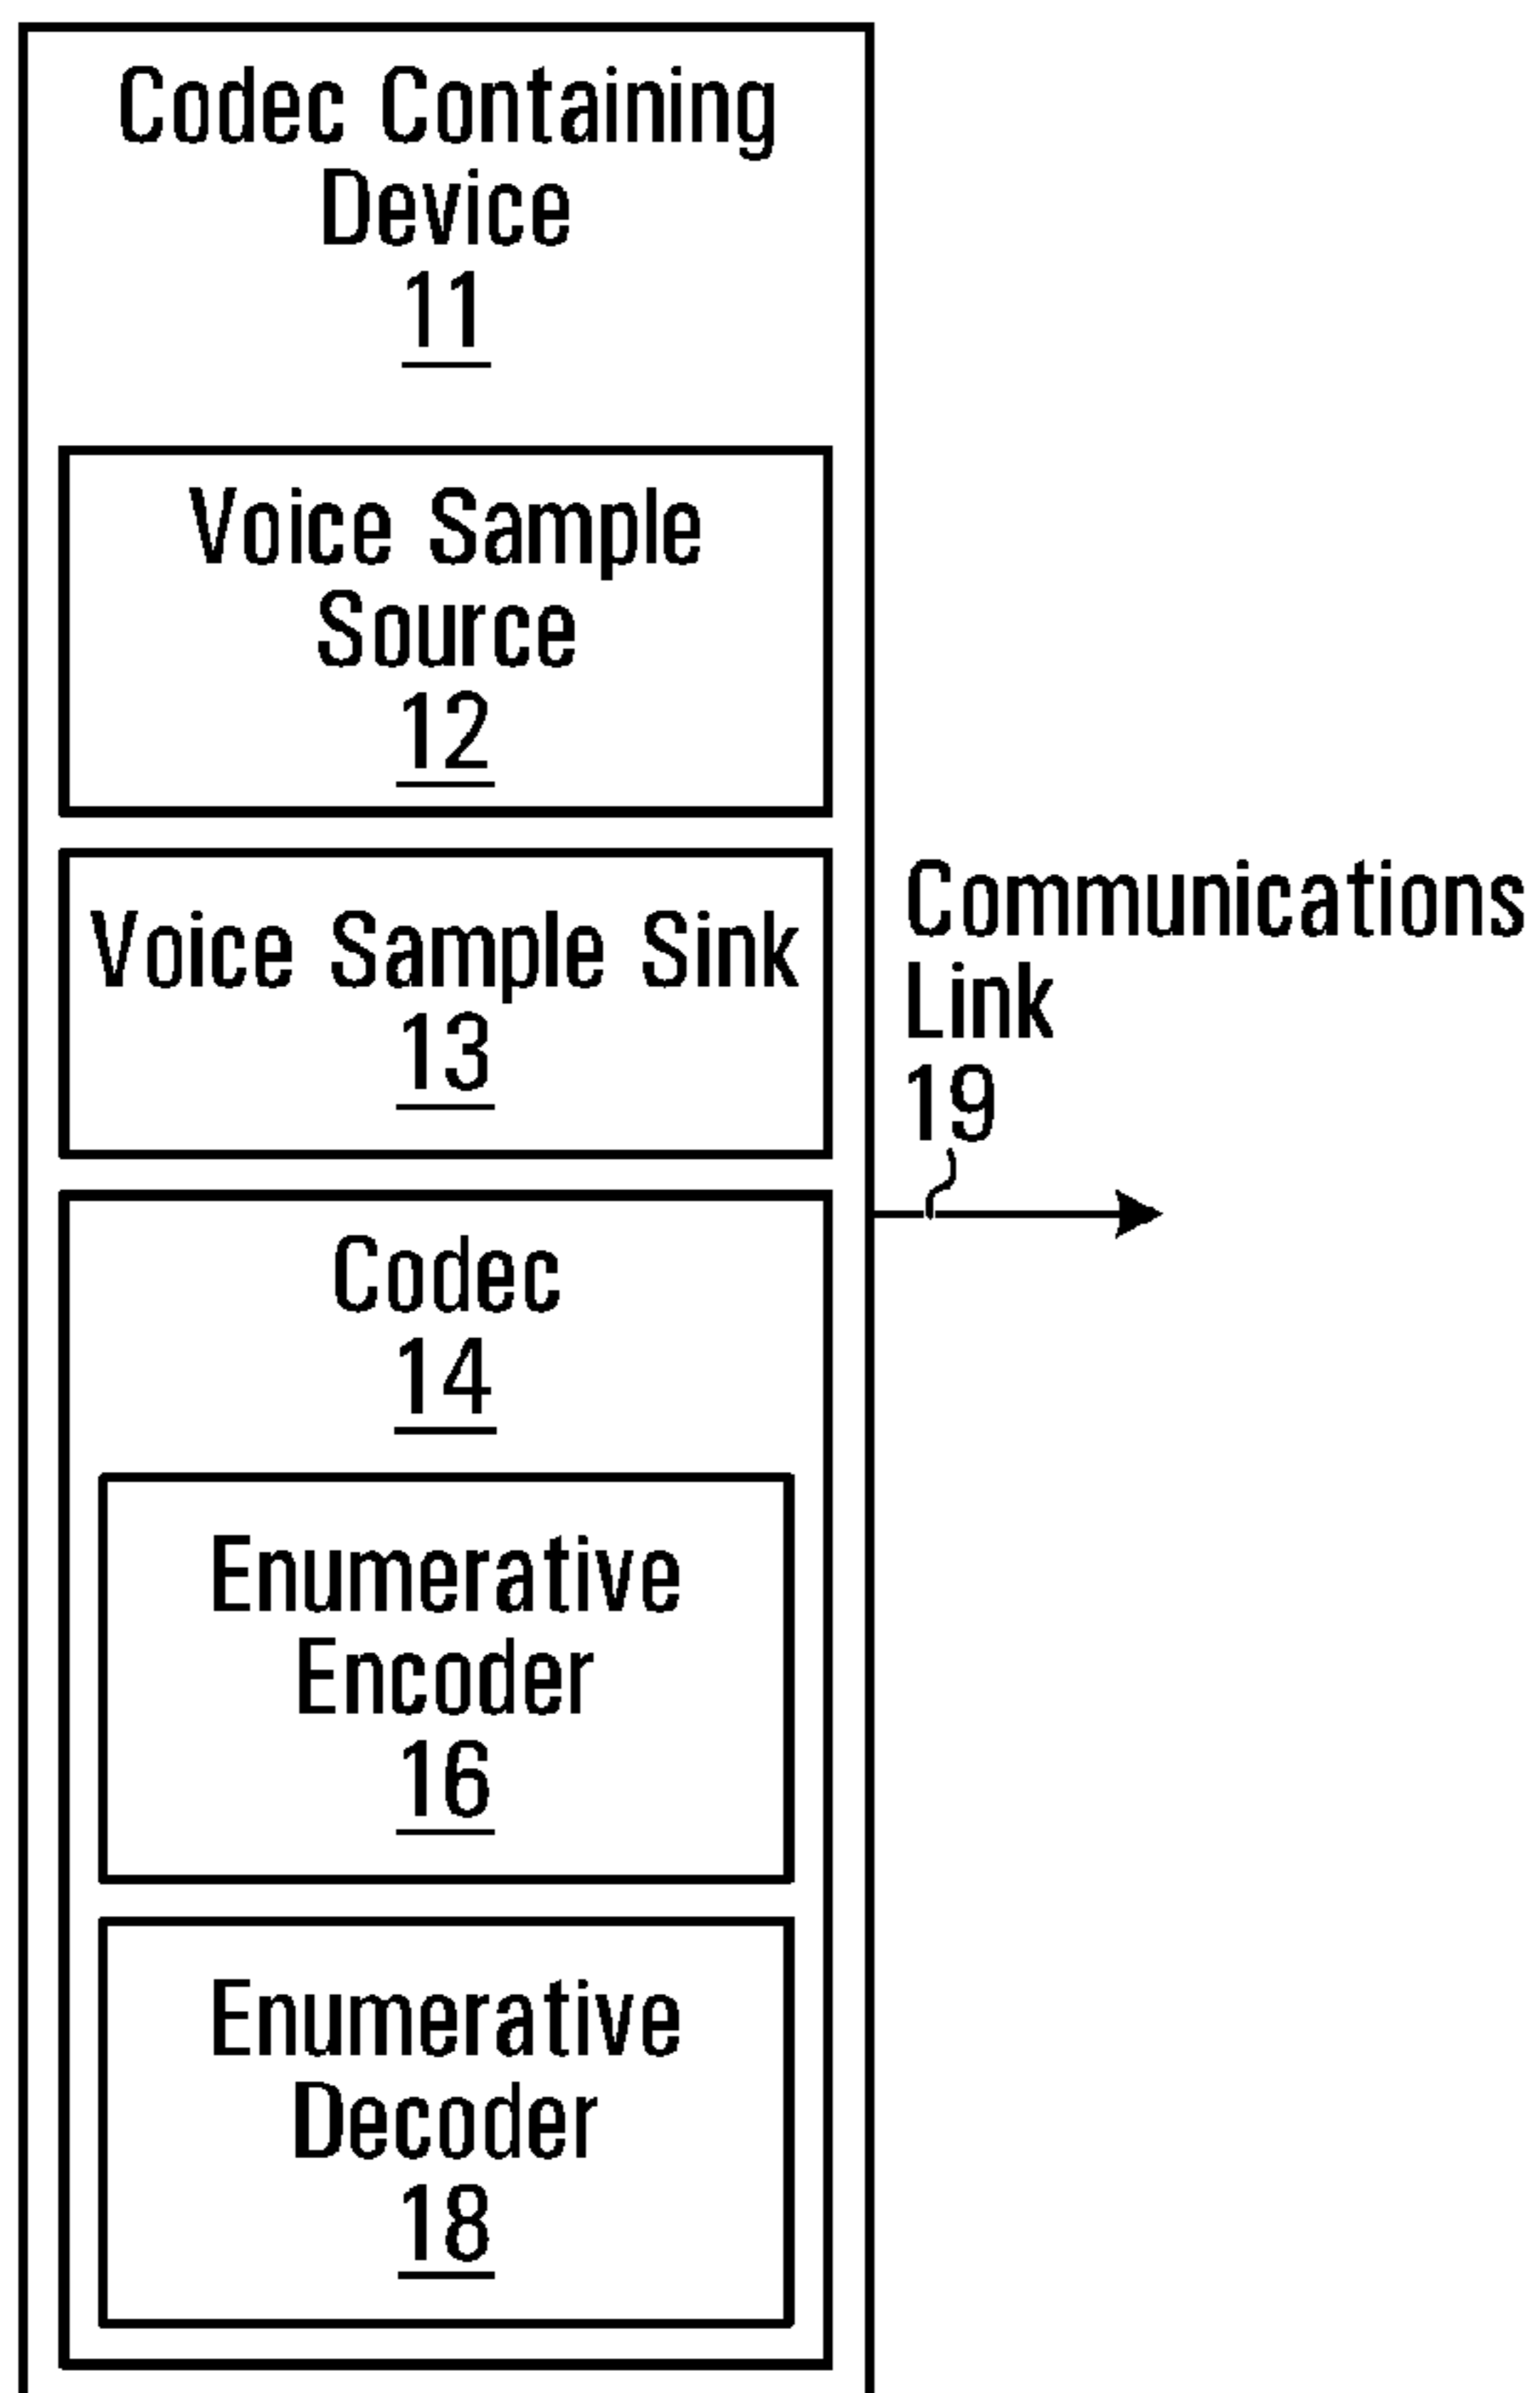 Codec Containing
Device
11
Voice Sample
Source
12
Voice Sample Sink
13
Communications
Link
19
Codec
14
Enumerative
Encoder
16
Enumerative
Decoder
18